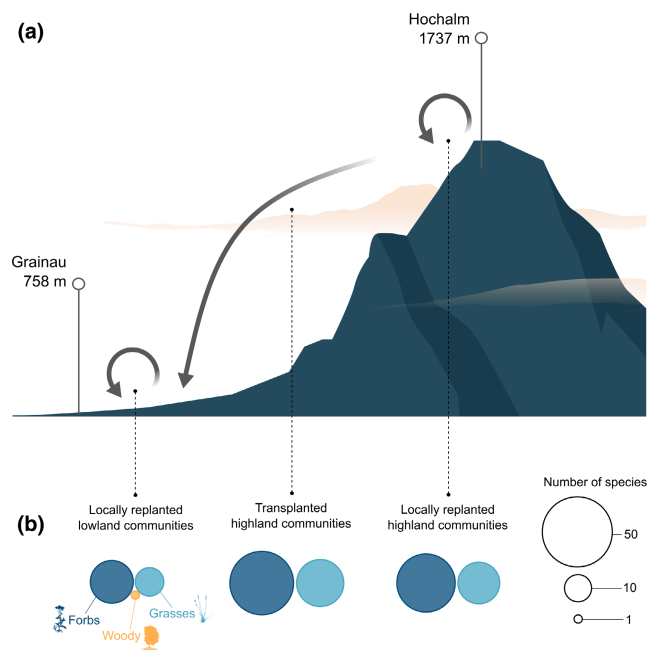 (a)
Hochalm
1737 m
Grainau
758 m
(b)
Locally replanted
lowland communities
Transplanted
highland communities
Locally replanted
highland communities
Number of species
50
10
1
Forbs
Grasses
Woody